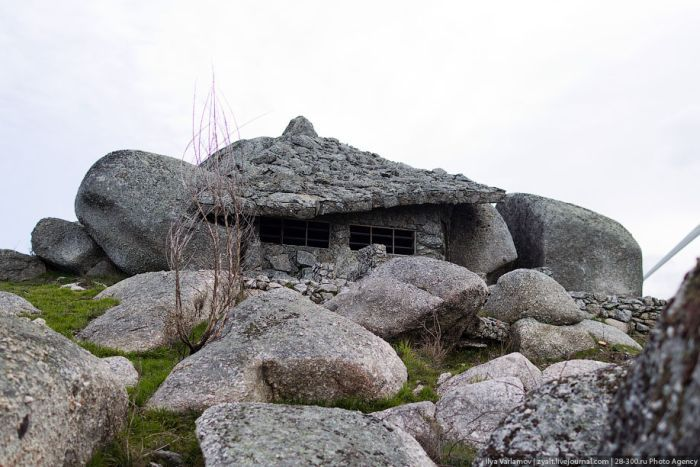 © Ilya Varlamov | zyalt.livejournal.com | 28-300.ru Photo Agency